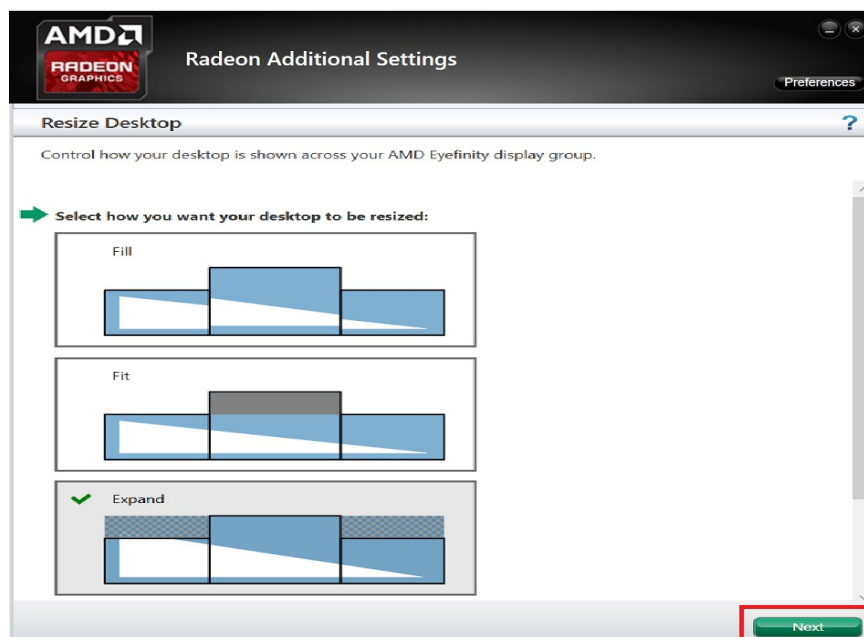 AMD
RADEON
GRAPHICS
Radeon Additional Settings
Preferences
Resize Desktop
?
Control how your desktop is shown across your AMD Eyefinity display group.
Select how you want your desktop to be resized:
Fill
Fit
Expand
Next